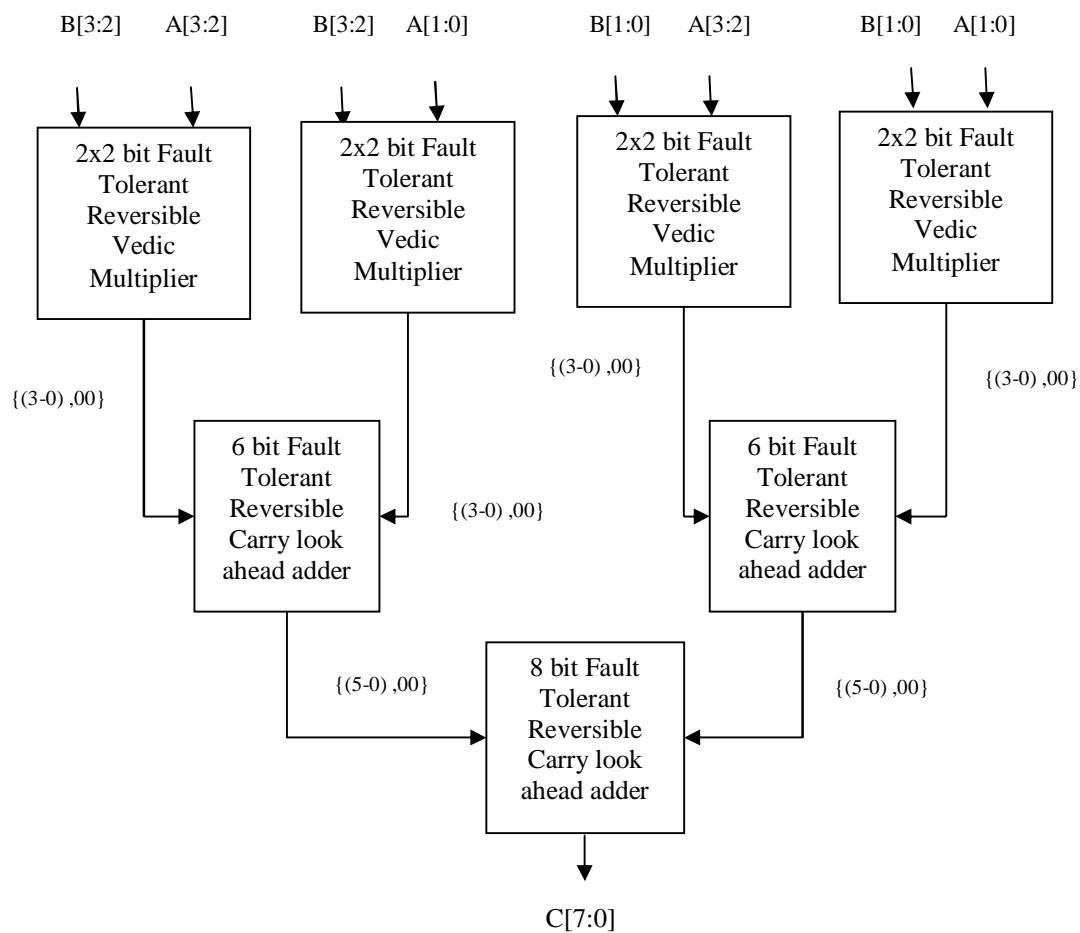 B[3:2] A[3:2] B[3:2] A[1:0] B[1:0] A[3:2] B[1:0] A[1:0]
2x2 bit Fault
Tolerant
Reversible
Vedic
Multiplier
2x2 bit Fault
Tolerant
Reversible
Vedic
Multiplier
2x2 bit Fault
Tolerant
Reversible
Vedic
Multiplier
2x2 bit Fault
Tolerant
Reversible
Vedic
Multiplier
{(3-0) ,00}
{(3-0) ,00}
{(3-0) ,00}
{(3-0) ,00}
6 bit Fault
Tolerant
Reversible
Carry look
ahead adder
6 bit Fault
Tolerant
Reversible
Carry look
ahead adder
{(5-0) ,00}
{(5-0) ,00}
8 bit Fault
Tolerant
Reversible
Carry look
ahead adder
C[7:0]